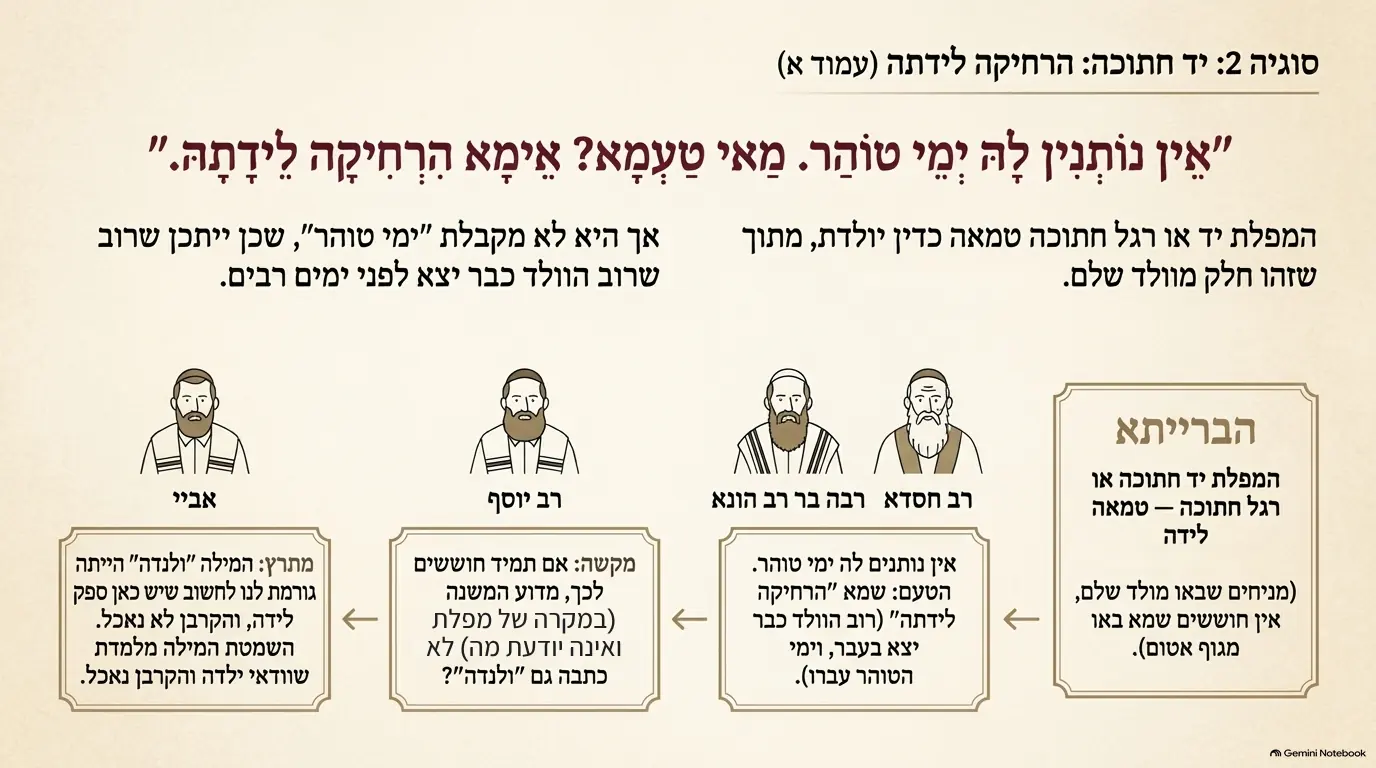 סוגיה 2: יד חתוכה: הרחיקה לידתה (עמוד א)
"אֵין נוֹתְנִין לָהּ יְמֵי טוֹהַר. מַאי טַעְמָא? אֵימָא הִרְחִיקָה לֵידָתָהּ."
המפלת יד או רגל חתוכה טמאה כדין יולדת, מתוך
שזהו חלק מוולד שלם.
אך היא לא מקבלת "ימי טוהר", שכן ייתכן שרוב
שרוב הוולד כבר יצא לפני ימים רבים.
הברייתא
המפלת יד חתוכה או
רגל חתוכה – טמאה
לידה
(מניחים שבאו מולד שלם,
אין חוששים שמא באו
מגוף אטום).
רב חסדא
רבה בר רב הונא
אין נותנים לה ימי טוהר.
הטעם: שמא "הרחיקה
לידתה" (רוב הוולד כבר
יצא בעבר, וימי
הטוהר עברו).
רב יוסף
מקשה: אם תמיד חוששים
לכך, מדוע המשנה
(במקרה של מפלת
ואינה יודעת מה) לא
כתבה גם "ולנדה"?
אביי
מתרץ: המילה "ולנדה" הייתה
גורמת לנו לחשוב שיש כאן ספק
לידה, והקרבן לא נאכל.
השמטת המילה מלמדת
שוודאי ילדה והקרבן נאכל.
Gemini Notebook